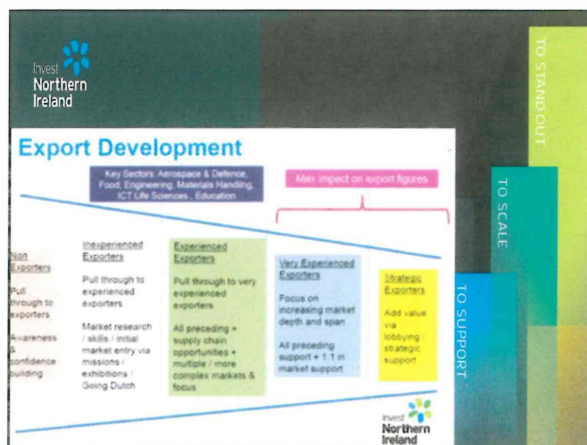 Invest
Northern
Ireland
TO STAND OUT
TO SCALE
TO SUPPORT
Export Development
Key Sectors: Aerospace & Defence,
Food, Engineering, Materials Handling,
ICT Life Sciences , Education
Max impact on export figures
Non
Exporters
Pull
through to
exporters
Awareness
&
confidence
building
Inexperienced
Exporters
Pull through to
experienced
exporters
Market research
/ skills / initial
market entry via
missions /
exhibitions /
Going Dutch
Experienced
Exporters
Pull through to very
experienced
exporters
All preceding +
supply chain
opportunities +
multiple / more
complex markets &
focus
Very Experienced
Exporters
Focus on
increasing market
depth and span
All preceding
support + 1:1 in
market support
Strategic
Exporters
Add value
via
lobbying /
strategic
support
Invest
Northern
Ireland